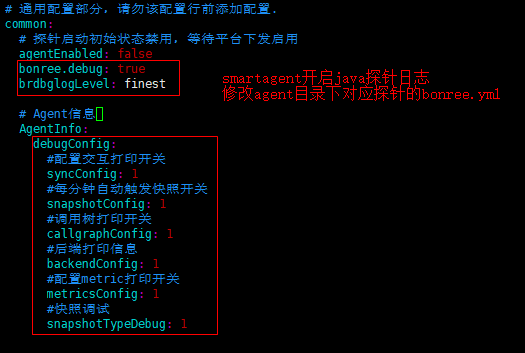 # 通用配置部分, 请勿该配置行前添加配置.
common:
# 探针启动初始状态禁用, 等待平台下发启用
agentEnabled: false
bonree.debug: true
brdbglogLevel: finest
smartagent开启java探针日志
修改agent目录下对应探针的bonree.yml
# Agent信息
AgentInfo:
debugConfig:
#配置交互打印开关
syncConfig: 1
#每分钟自动触发快照开关
snapshotConfig: 1
#调用树打印开关
callgraphConfig: 1
#后端打印信息
backendConfig: 1
#配置metric打印开关
metricsConfig: 1
#快照调试
snapshotTypeDebug: 1